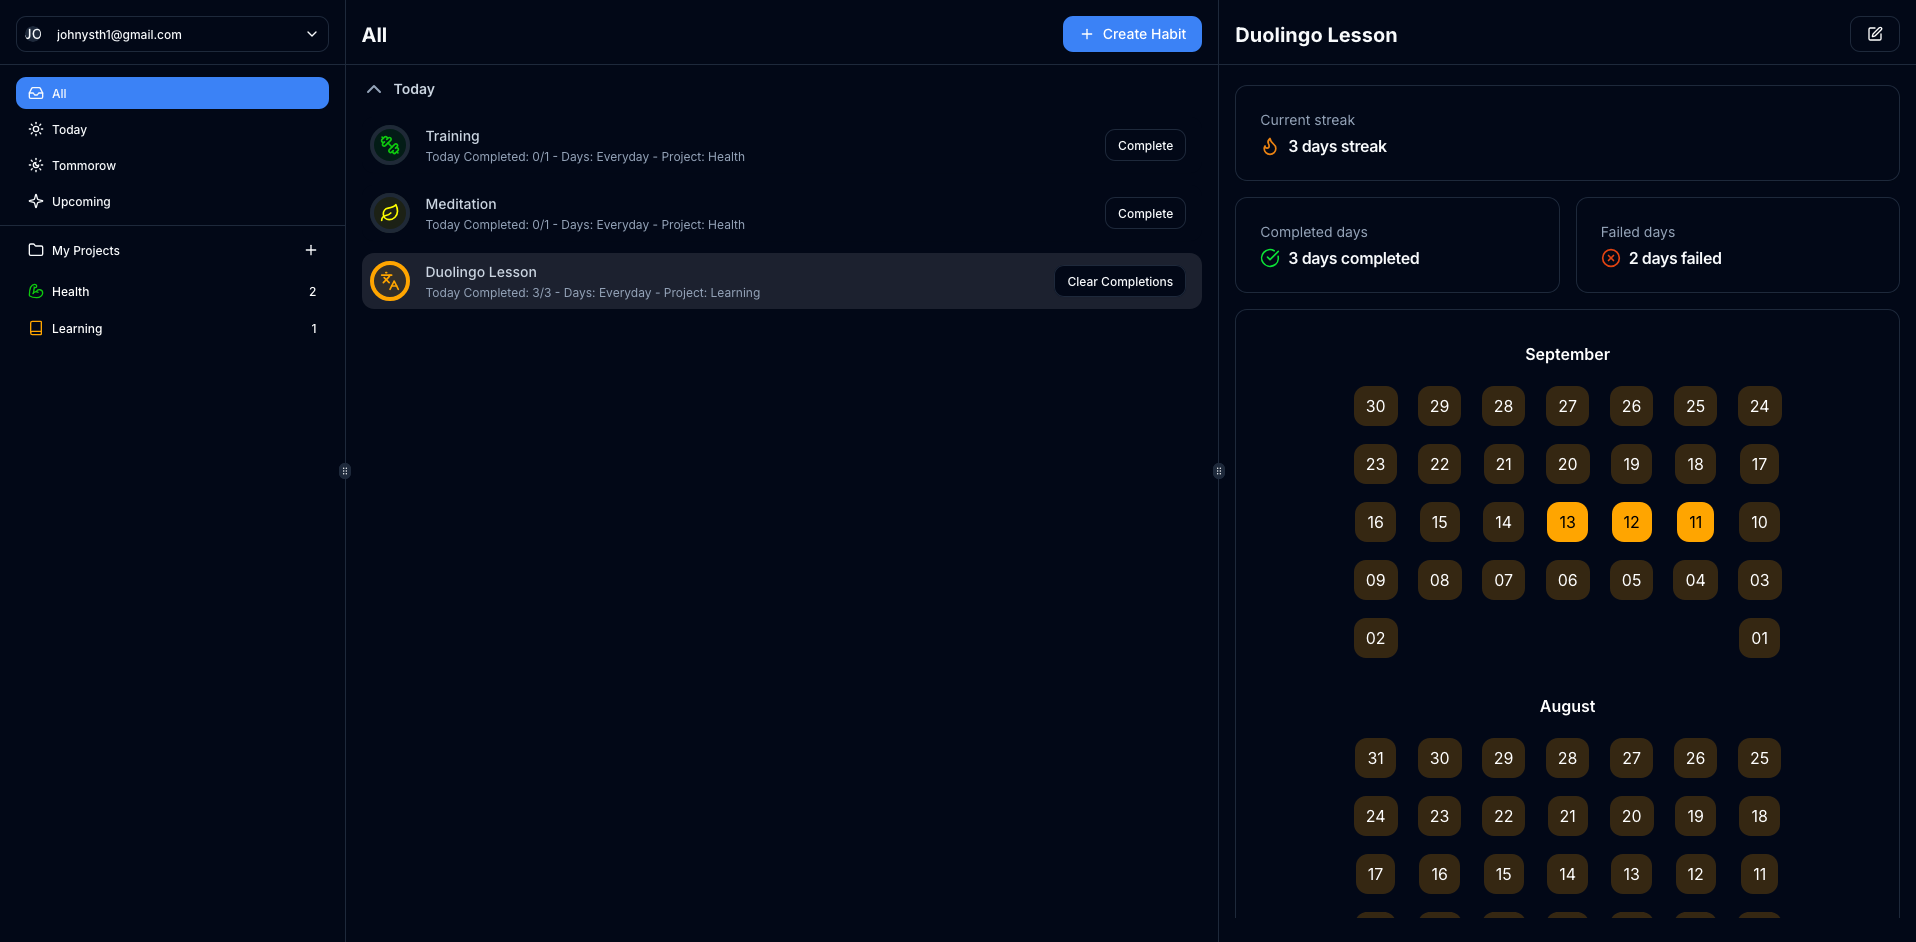 JO johnysth1@gmail.com
All
Today
Tommorow
Upcoming
My Projects
Health 2
Learning 1
All
Create Habit
Today
Training
Today Completed: 0/1 - Days: Everyday - Project: Health
Complete
Meditation
Today Completed: 0/1 - Days: Everyday - Project: Health
Complete
Duolingo Lesson
Today Completed: 3/3 - Days: Everyday - Project: Learning
Clear Completions
Duolingo Lesson
Current streak
3 days streak
Completed days
3 days completed
Failed days
2 days failed
September
30 29 28 27 26 25 24
23 22 21 20 19 18 17
16 15 14 13 12 11 10
09 08 07 06 05 04 03
02 01
August
31 30 29 28 27 26 25
24 23 22 21 20 19 18
17 16 15 14 13 12 11